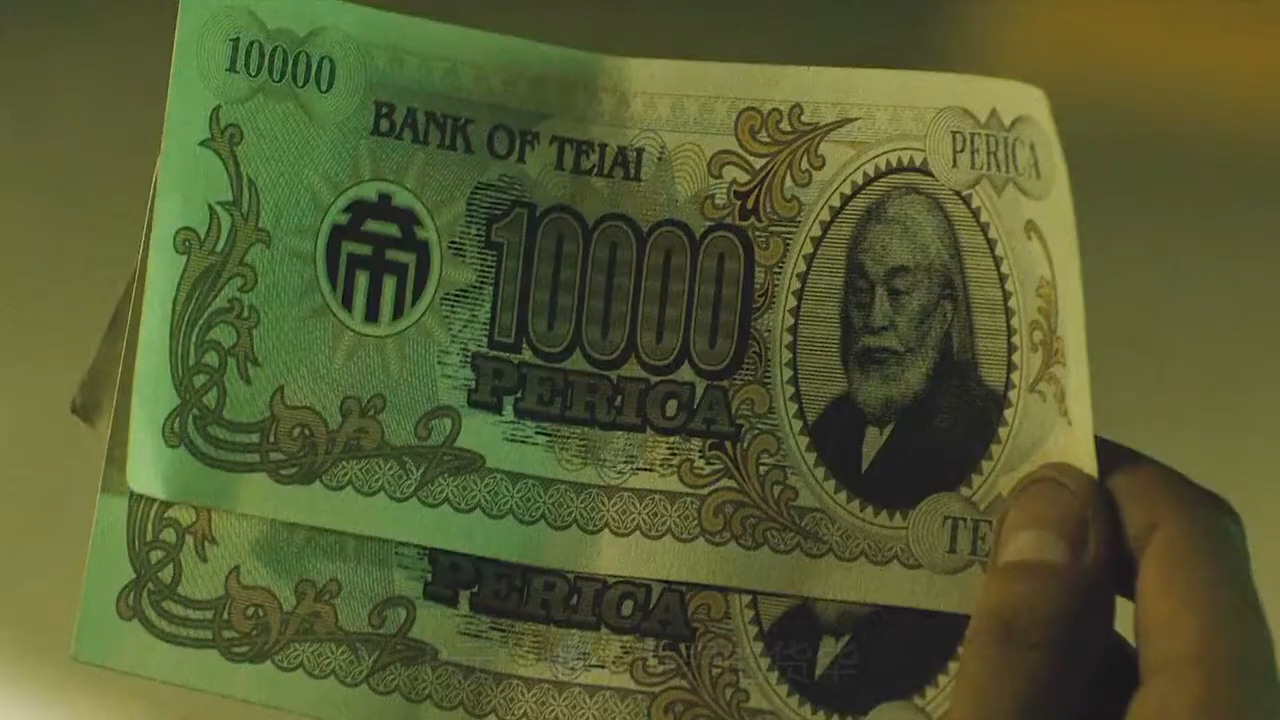 10000
BANK OF TEIAI
PERICA
帝
10000
PERICA
TE
PERICA